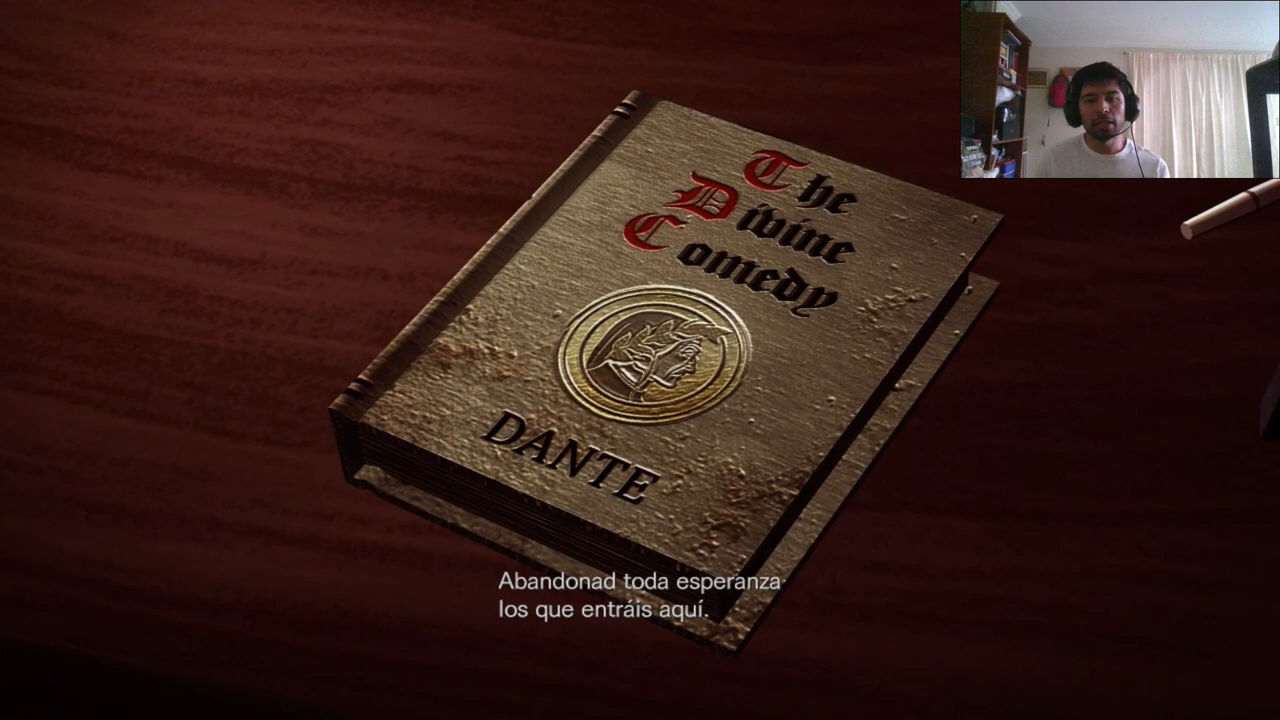 The
Divine
Comedy
DANTE
Abandonad toda esperanza
los que entráis aquí.